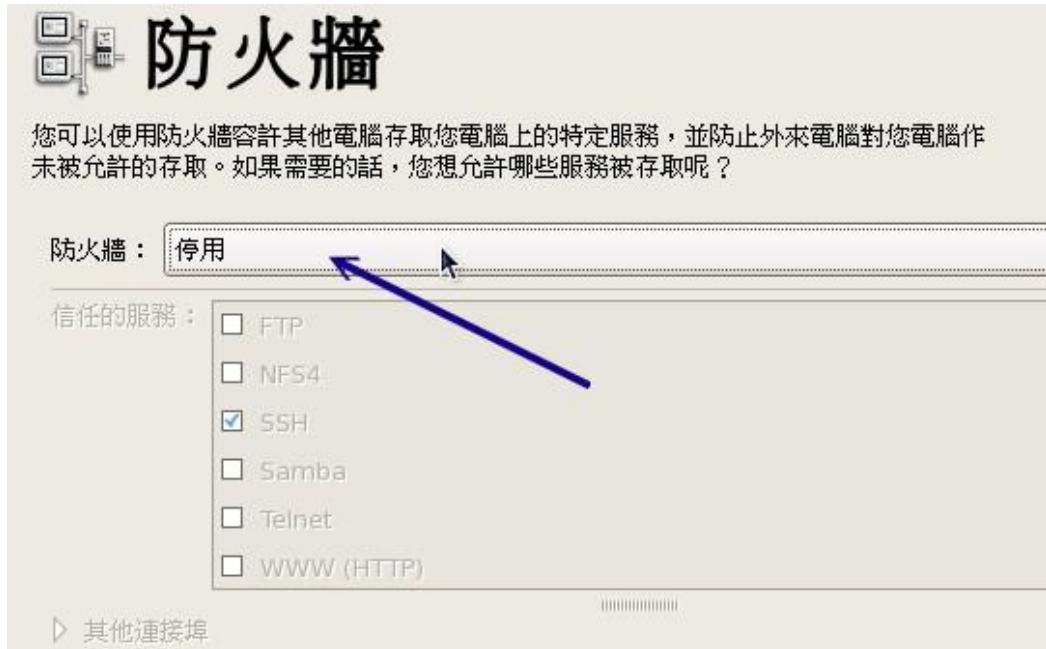 防火牆
您可以使用防火牆容許其他電腦存取您電腦上的特定服務，並防止外來電腦對您電腦作
未被允許的存取。如果需要的話，您想允許哪些服務被存取呢？
防火牆： 停用
信任的服務：
FTP
NFS4
SSH
Samba
Telnet
WWW (HTTP)
其他連接埠